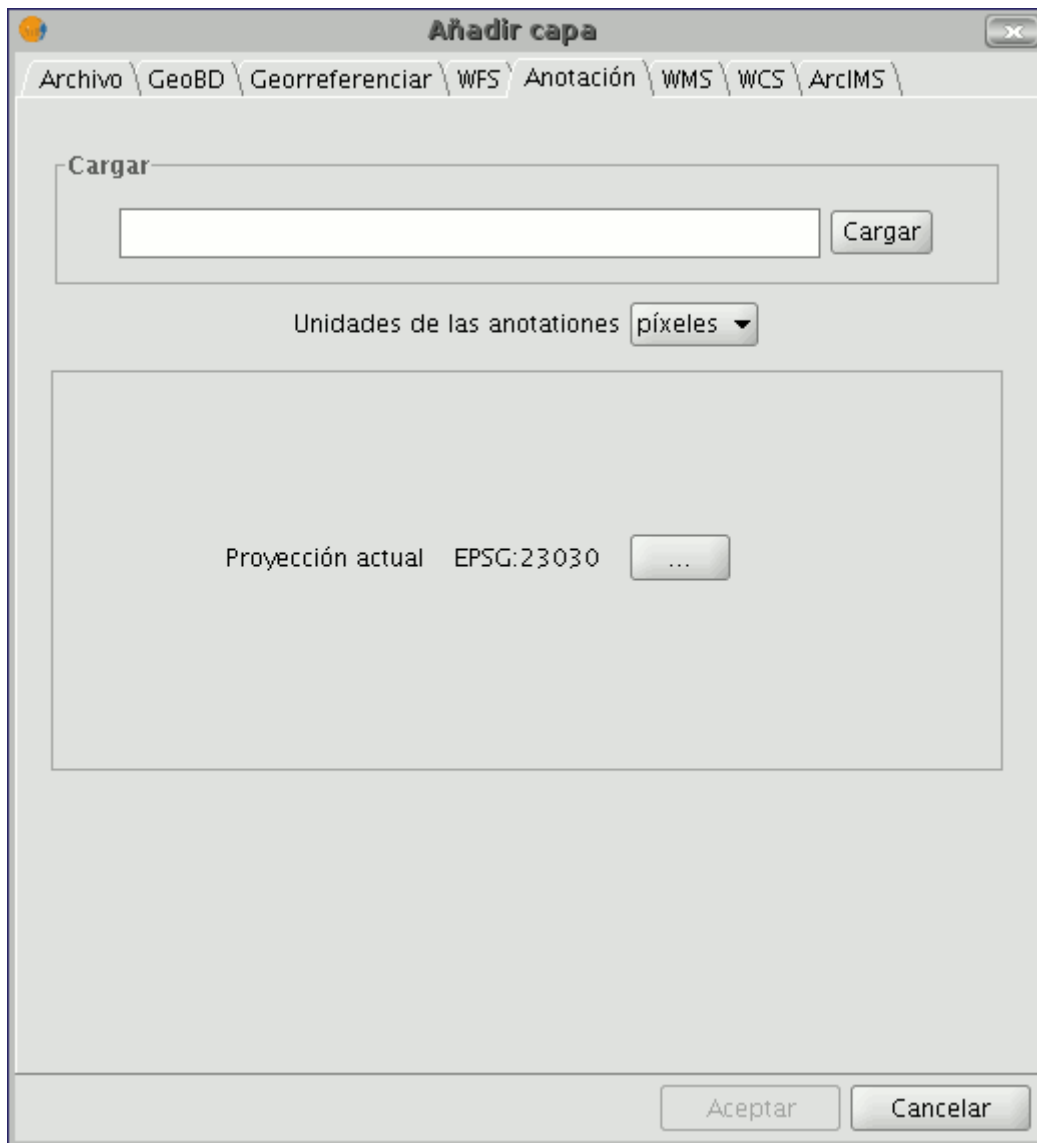 Añadir capa
Archivo GeoBD Georreferenciar WFS Anotación WMS WCS ArcIMS
Cargar
Cargar
Unidades de las anotationes píxeles
Proyección actual EPSG:23030 ...
Aceptar Cancelar